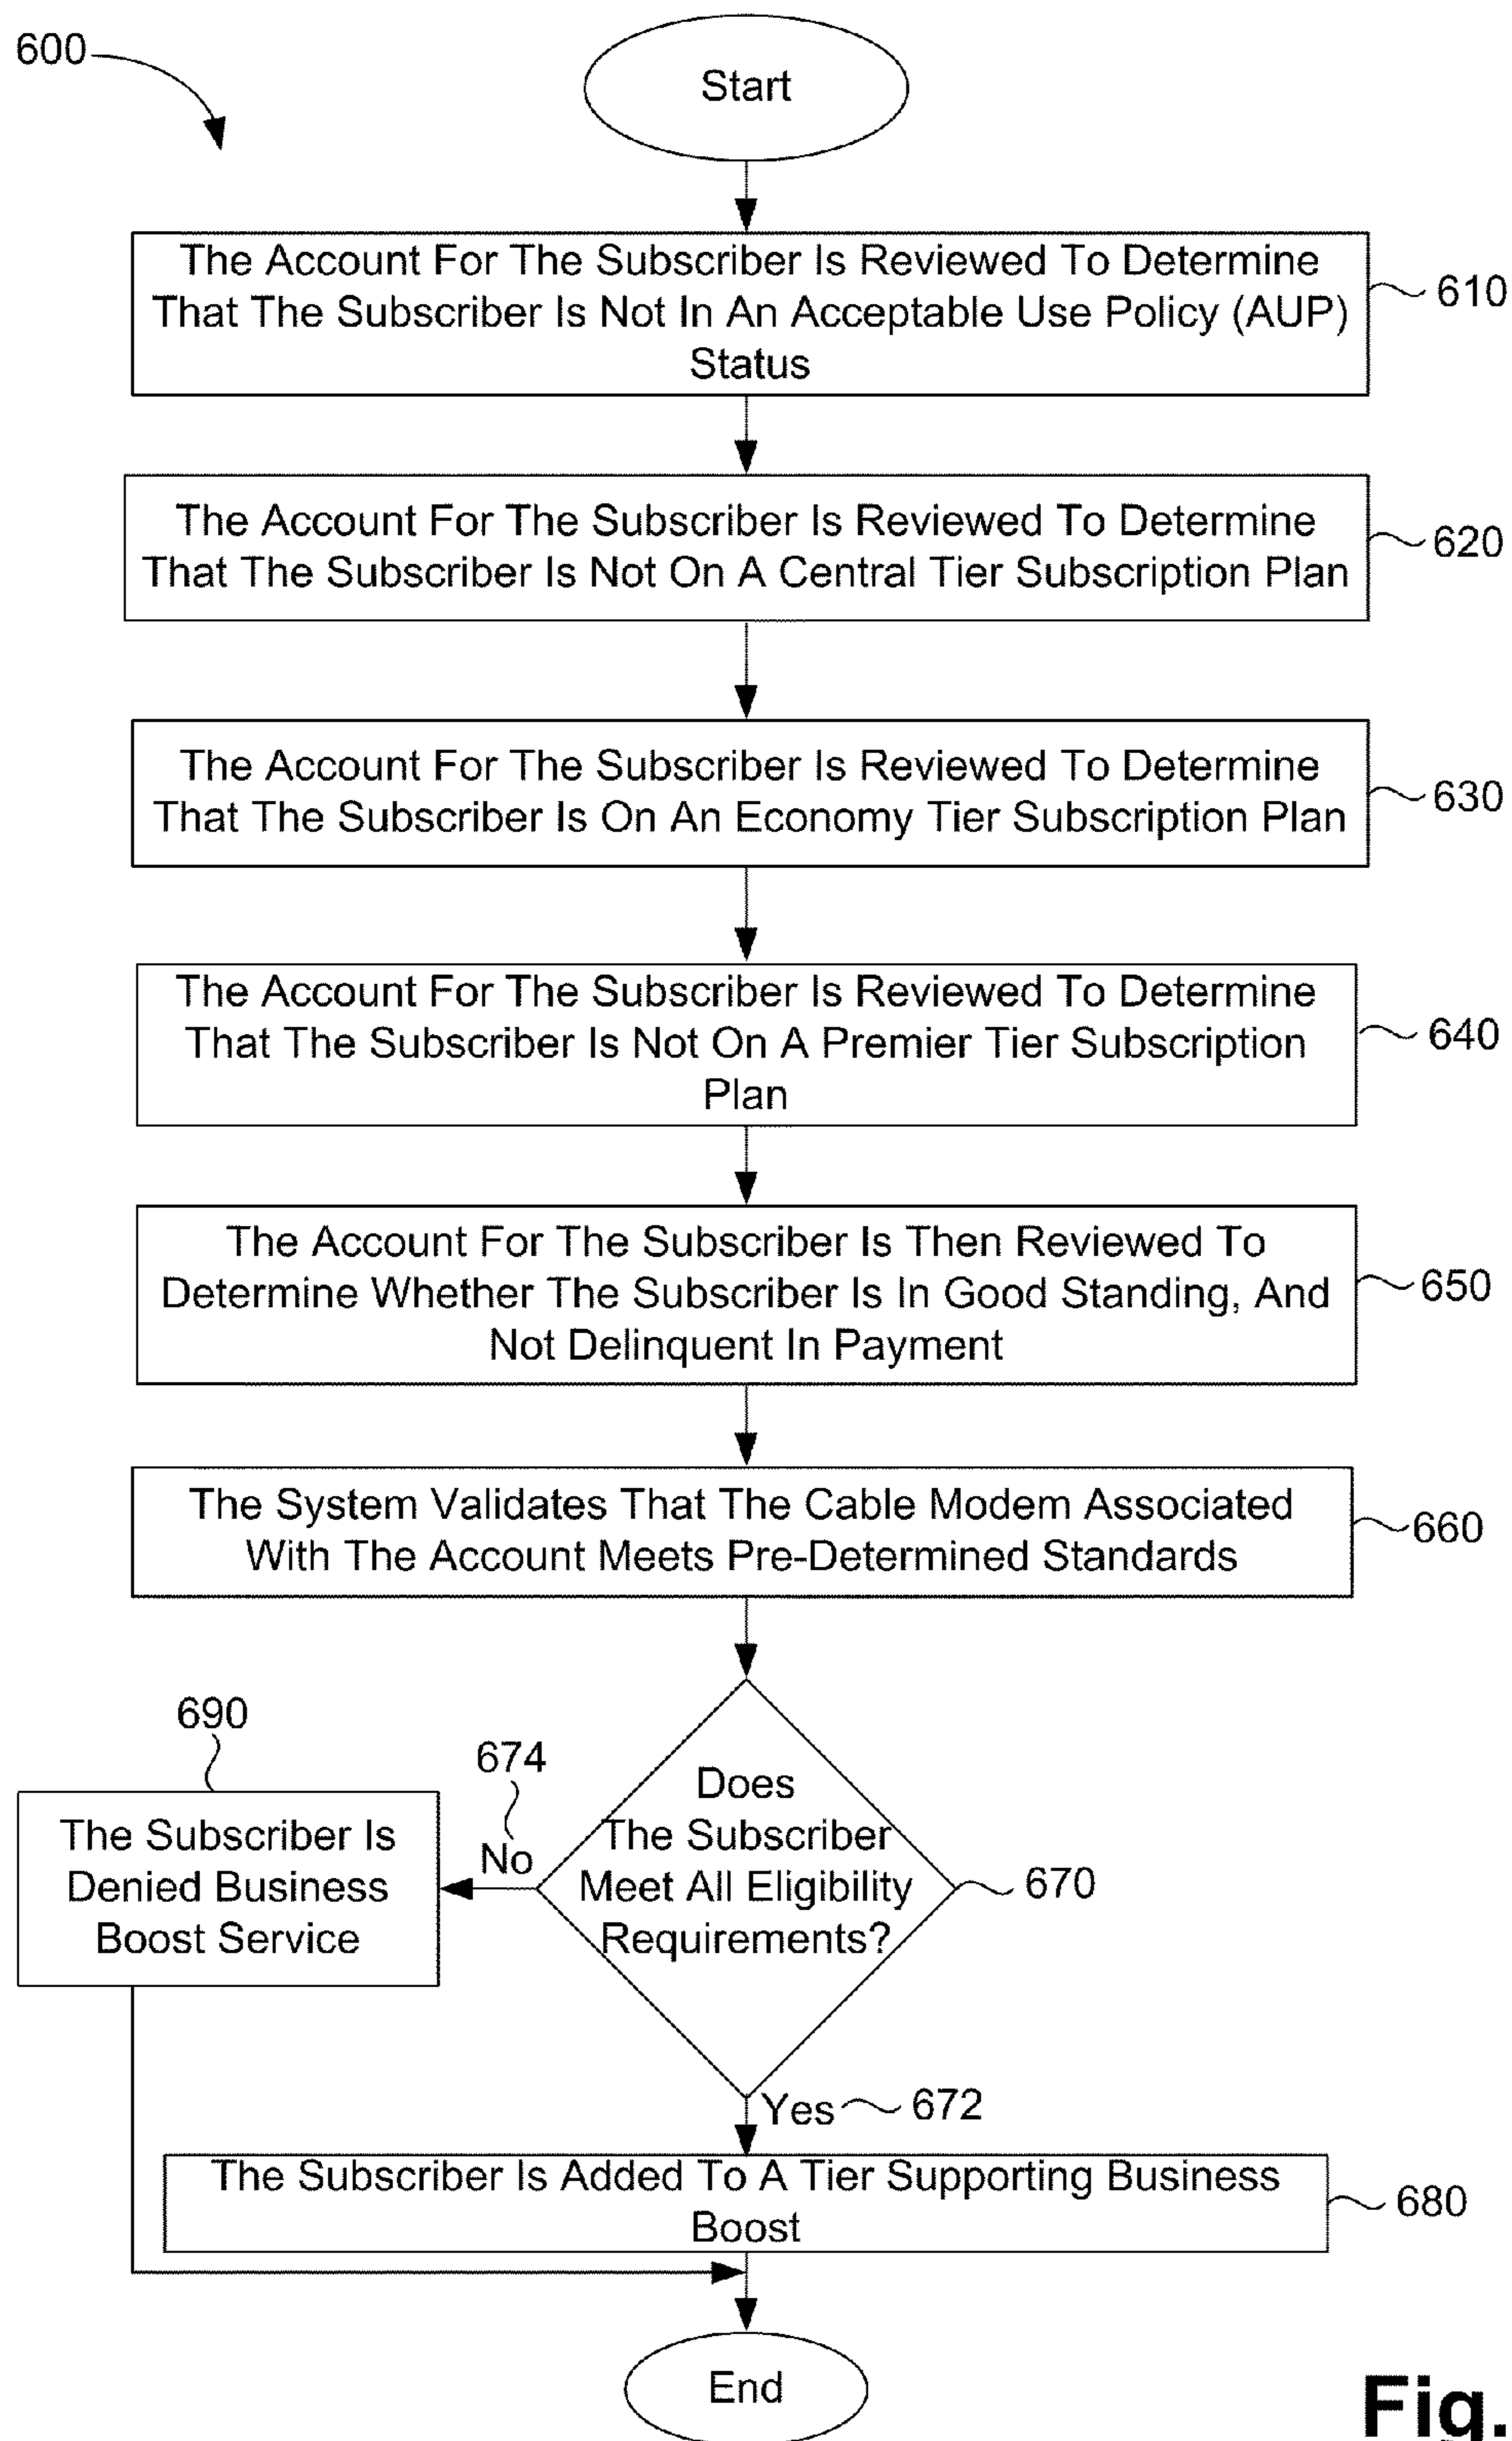 600
Start
The Account For The Subscriber Is Reviewed To Determine
That The Subscriber Is Not In An Acceptable Use Policy (AUP)
Status
610
The Account For The Subscriber Is Reviewed To Determine
That The Subscriber Is Not On A Central Tier Subscription Plan
620
The Account For The Subscriber Is Reviewed To Determine
That The Subscriber Is On An Economy Tier Subscription Plan
630
The Account For The Subscriber Is Reviewed To Determine
That The Subscriber Is Not On A Premier Tier Subscription
Plan
640
The Account For The Subscriber Is Then Reviewed To
Determine Whether The Subscriber Is In Good Standing, And
Not Delinquent In Payment
650
The System Validates That The Cable Modem Associated
With The Account Meets Pre-Determined Standards
660
Does
The Subscriber
Meet All Eligibility
Requirements?
670
674
No
690
The Subscriber Is
Denied Business
Boost Service
Yes
672
The Subscriber Is Added To A Tier Supporting Business
Boost
680
End
Fig.